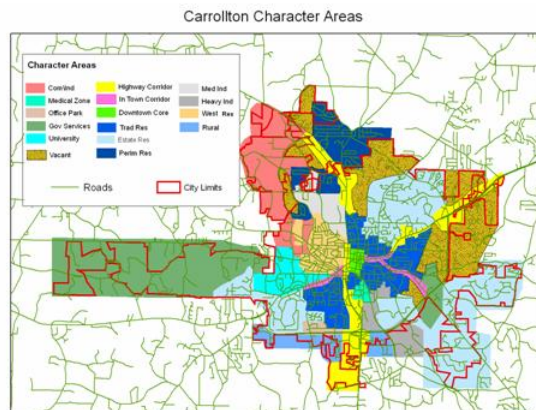 Carrollton Character Areas
Character Areas
Com\Ind
Medical Zone
Office Park
Gov Services
University
Vacant
Highway Corridor
In Town Corridor
Downtown Core
Trad Res
Estate Res
Perim Res
Med Ind
Heavy Ind
West Res
Rural
Roads
City Limits